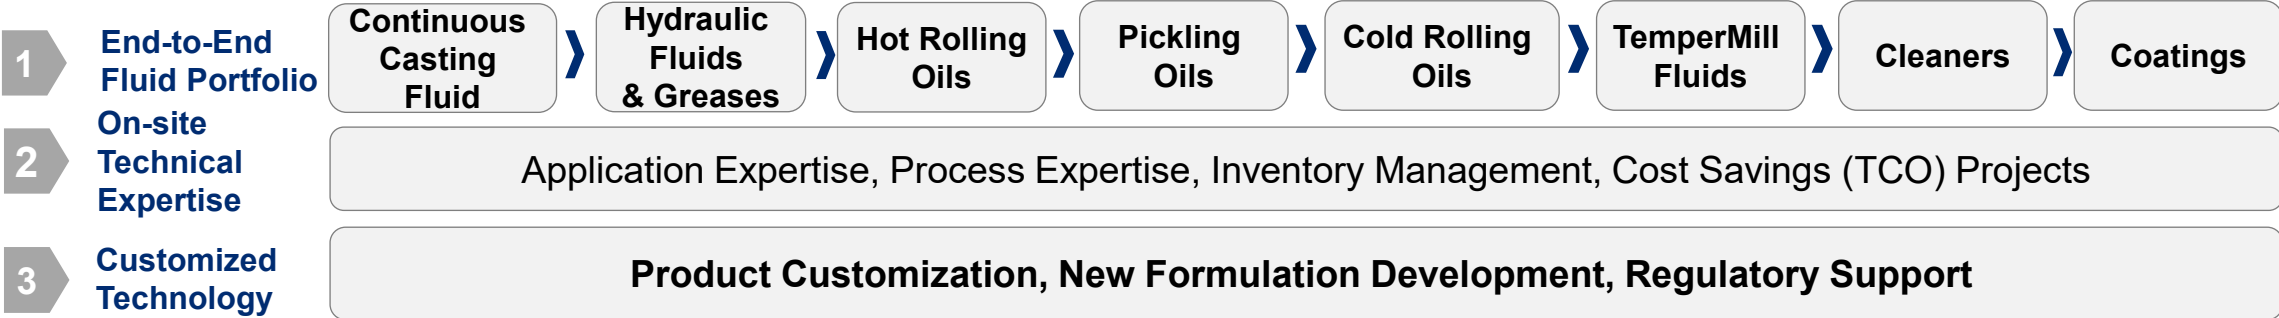 1
End-to-End
Fluid Portfolio
Continuous
Casting
Fluid
Hydraulic
Fluids
& Greases
Hot Rolling
Oils
Pickling
Oils
Cold Rolling
Oils
TemperMill
Fluids
Cleaners
Coatings
2
On-site
Technical
Expertise
Application Expertise, Process Expertise, Inventory Management, Cost Savings (TCO) Projects
3
Customized
Technology
Product Customization, New Formulation Development, Regulatory Support